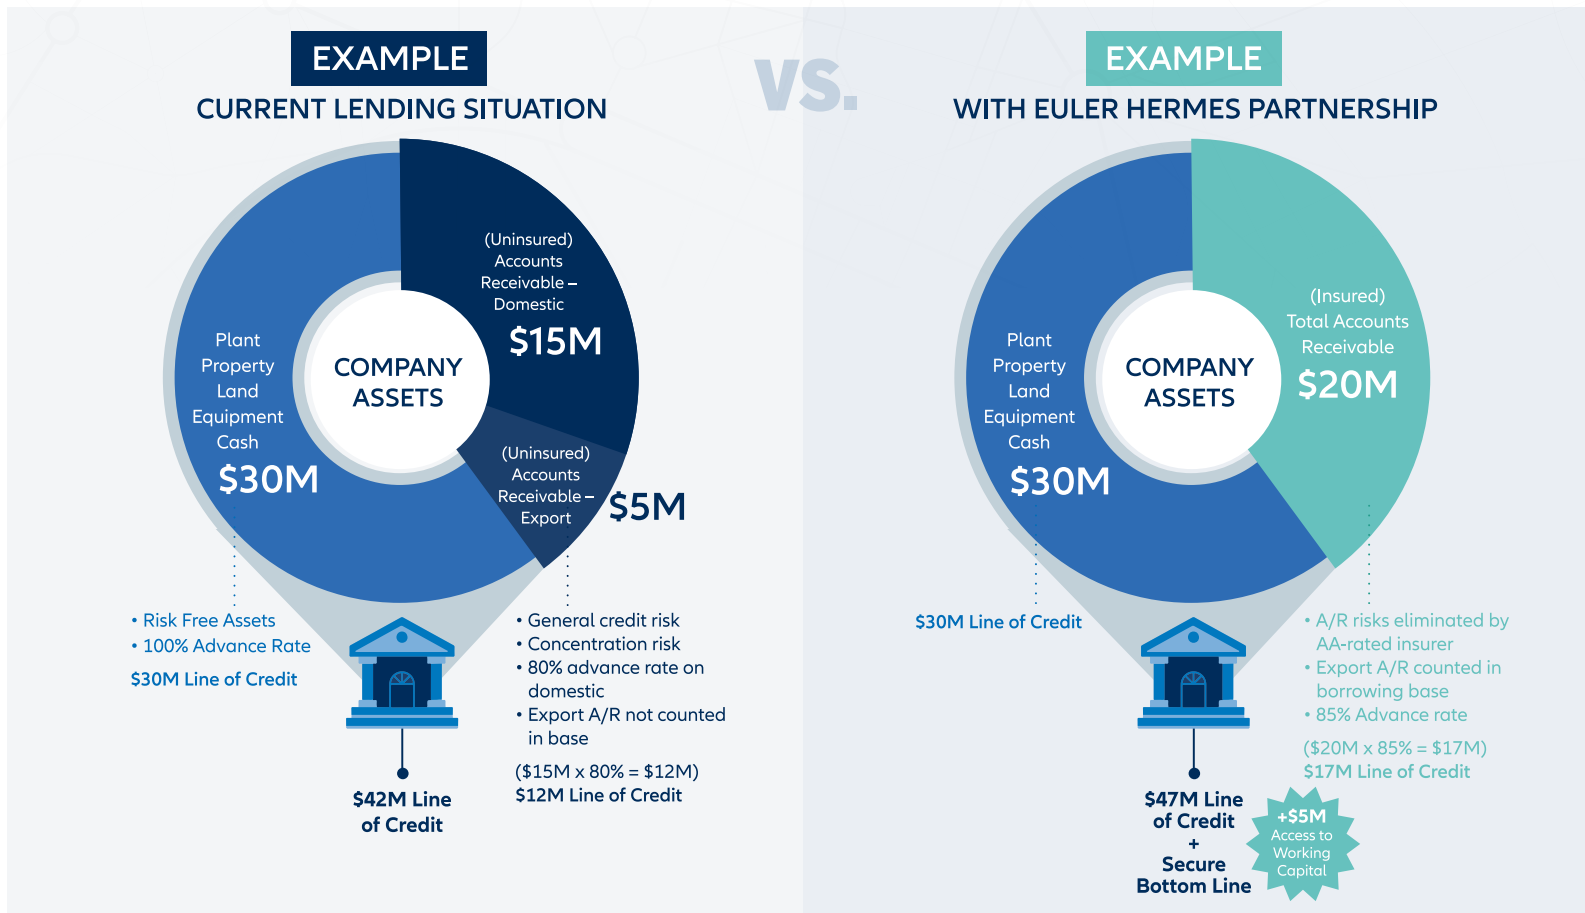 EXAMPLE
CURRENT LENDING SITUATION
(Uninsured)
Accounts
Receivable –
Domestic
$15M
Plant
Property
Land
Equipment
Cash
$30M
COMPANY
ASSETS
(Uninsured)
Accounts
Receivable –
Export
$5M
• Risk Free Assets
• 100% Advance Rate
$30M Line of Credit
• General credit risk
• Concentration risk
• 80% advance rate on
domestic
• Export A/R not counted
in base
($15M x 80% = $12M)
$12M Line of Credit
$42M Line
of Credit
VS.
EXAMPLE
WITH EULER HERMES PARTNERSHIP
(Insured)
Total Accounts
Receivable
$20M
Plant
Property
Land
Equipment
Cash
$30M
COMPANY
ASSETS
$30M Line of Credit
• A/R risks eliminated by
AA-rated insurer
• Export A/R counted in
borrowing base
• 85% Advance rate
($20M x 85% = $17M)
$17M Line of Credit
$47M Line
of Credit
+
Secure
Bottom Line
+$5M
Access to
Working
Capital